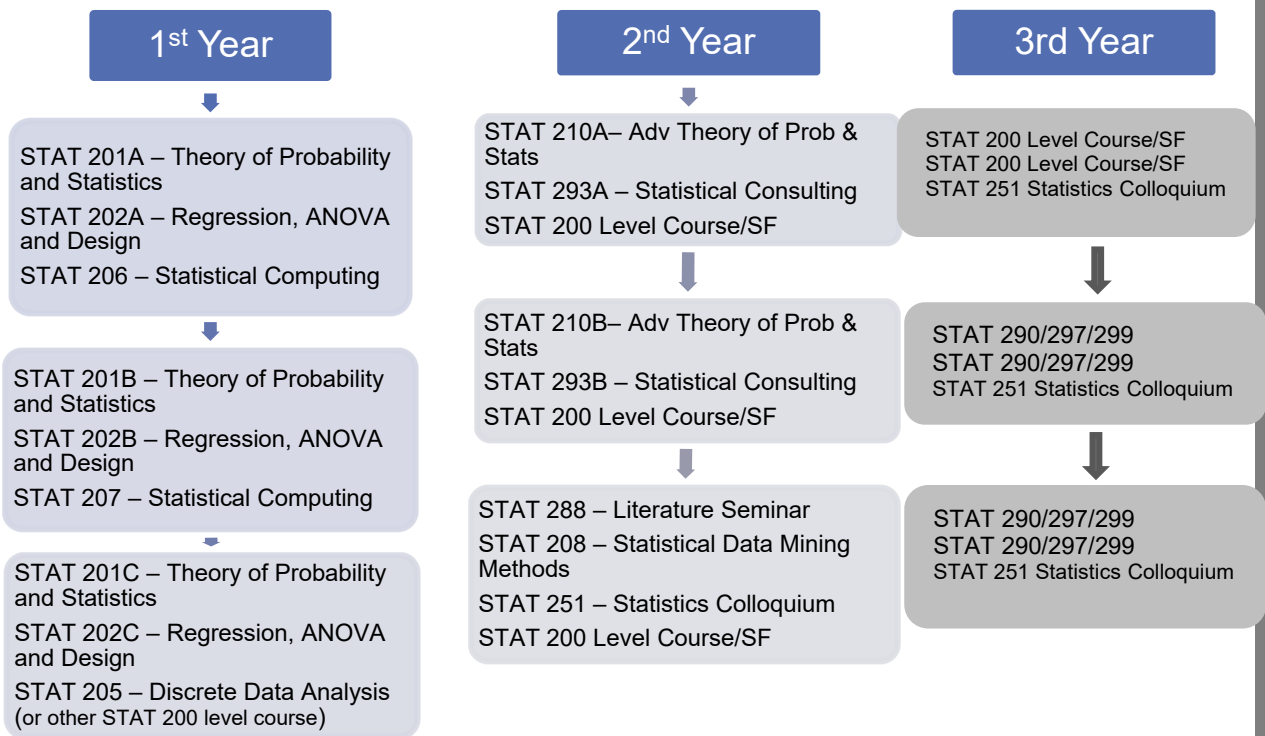 1st Year
STAT 201A – Theory of Probability
and Statistics
STAT 202A – Regression, ANOVA
and Design
STAT 206 – Statistical Computing
STAT 201B – Theory of Probability
and Statistics
STAT 202B – Regression, ANOVA
and Design
STAT 207 – Statistical Computing
STAT 201C – Theory of Probability
and Statistics
STAT 202C – Regression, ANOVA
and Design
STAT 205 – Discrete Data Analysis
(or other STAT 200 level course)
2nd Year
STAT 210A– Adv Theory of Prob &
Stats
STAT 293A – Statistical Consulting
STAT 200 Level Course/SF
STAT 210B– Adv Theory of Prob &
Stats
STAT 293B – Statistical Consulting
STAT 200 Level Course/SF
STAT 288 – Literature Seminar
STAT 208 – Statistical Data Mining
Methods
STAT 251 – Statistics Colloquium
STAT 200 Level Course/SF
3rd Year
STAT 200 Level Course/SF
STAT 200 Level Course/SF
STAT 251 Statistics Colloquium
STAT 290/297/299
STAT 290/297/299
STAT 251 Statistics Colloquium
STAT 290/297/299
STAT 290/297/299
STAT 251 Statistics Colloquium